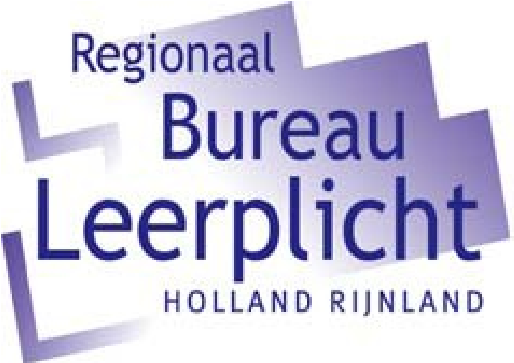 Regionaal
Bureau
Leerplicht
HOLLAND RIJNLAND